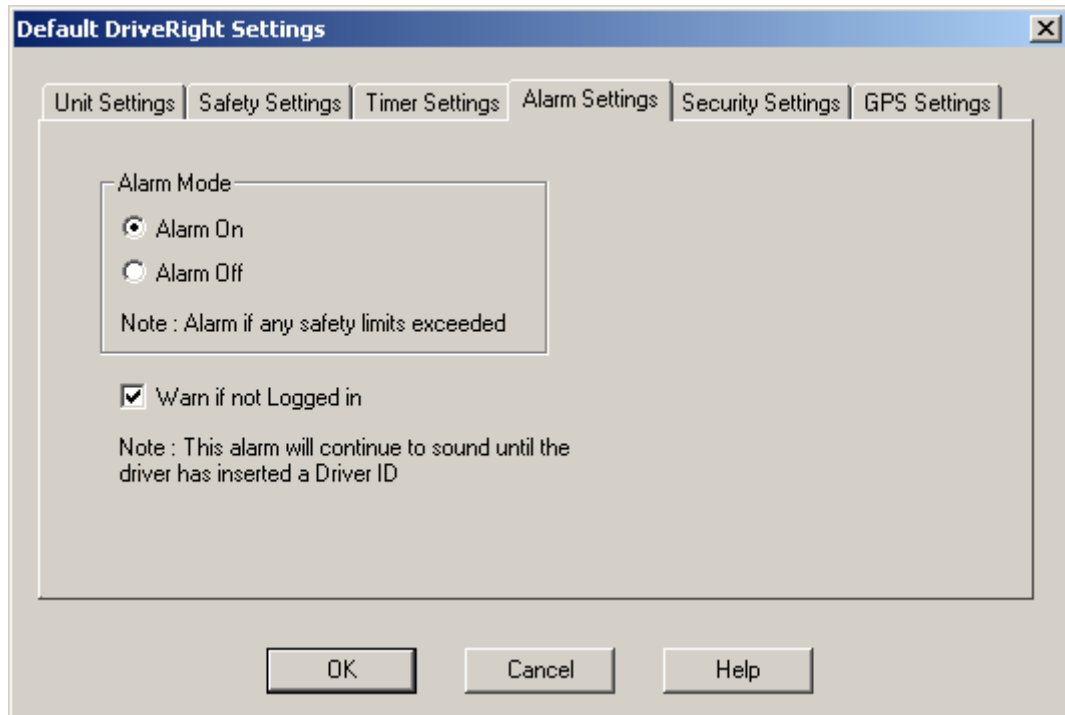 Default DriveRight Settings
Unit Settings Safety Settings Timer Settings Alarm Settings Security Settings GPS Settings
Alarm Mode
Alarm On
Alarm Off
Note : Alarm if any safety limits exceeded
Warn if not Logged in
Note : This alarm will continue to sound until the
driver has inserted a Driver ID
OK Cancel Help